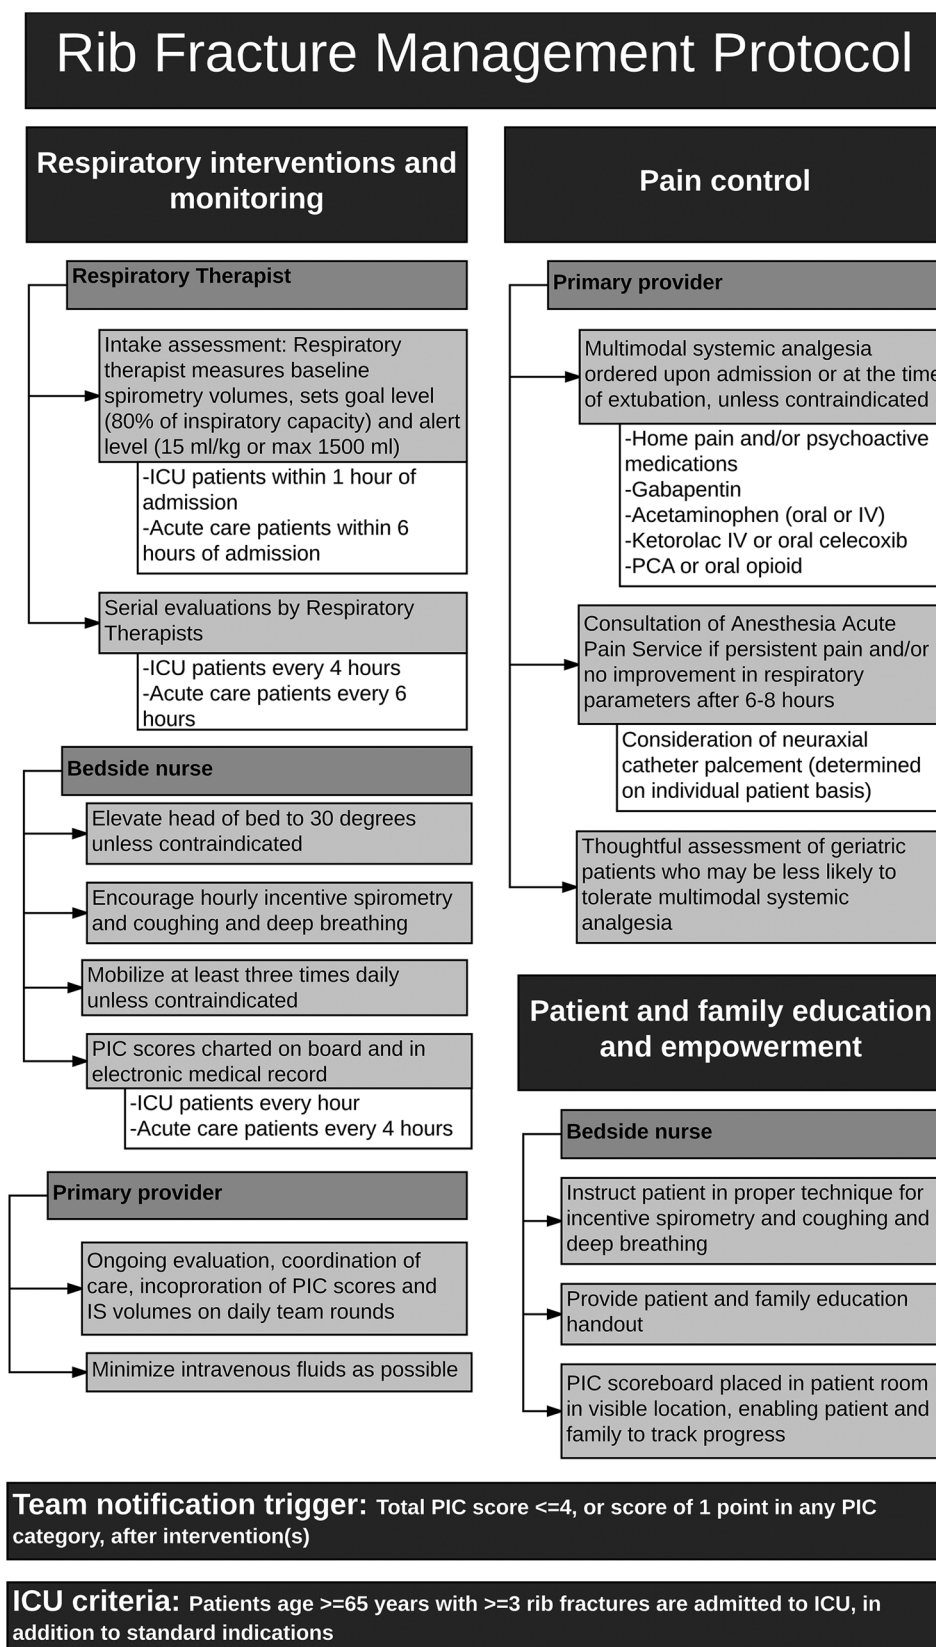 Rib Fracture Management Protocol
Respiratory interventions and
monitoring
Respiratory Therapist
Intake assessment: Respiratory
therapist measures baseline
spirometry volumes, sets goal level
(80% of inspiratory capacity) and alert
level (15 ml/kg or max 1500 ml)
-ICU patients within 1 hour of
admission
-Acute care patients within 6
hours of admission
Serial evaluations by Respiratory
Therapists
-ICU patients every 4 hours
-Acute care patients every 6
hours
Bedside nurse
Elevate head of bed to 30 degrees
unless contraindicated
Encourage hourly incentive spirometry
and coughing and deep breathing
Mobilize at least three times daily
unless contraindicated
PIC scores charted on board and in
electronic medical record
-ICU patients every hour
-Acute care patients every 4 hours
Primary provider
Ongoing evaluation, coordination of
care, incoproration of PIC scores and
IS volumes on daily team rounds
Minimize intravenous fluids as possible
Pain control
Primary provider
Multimodal systemic analgesia
ordered upon admission or at the time
of extubation, unless contraindicated
-Home pain and/or psychoactive
medications
-Gabapentin
-Acetaminophen (oral or IV)
-Ketorolac IV or oral celecoxib
-PCA or oral opioid
Consultation of Anesthesia Acute
Pain Service if persistent pain and/or
no improvement in respiratory
parameters after 6-8 hours
Consideration of neuraxial
catheter palcement (determined
on individual patient basis)
Thoughtful assessment of geriatric
patients who may be less likely to
tolerate multimodal systemic
analgesia
Patient and family education
and empowerment
Bedside nurse
Instruct patient in proper technique for
incentive spirometry and coughing and
deep breathing
Provide patient and family education
handout
PIC scoreboard placed in patient room
in visible location, enabling patient and
family to track progress
Team notification trigger: Total PIC score <=4, or score of 1 point in any PIC
category, after intervention(s)
ICU criteria: Patients age >=65 years with >=3 rib fractures are admitted to ICU, in
addition to standard indications